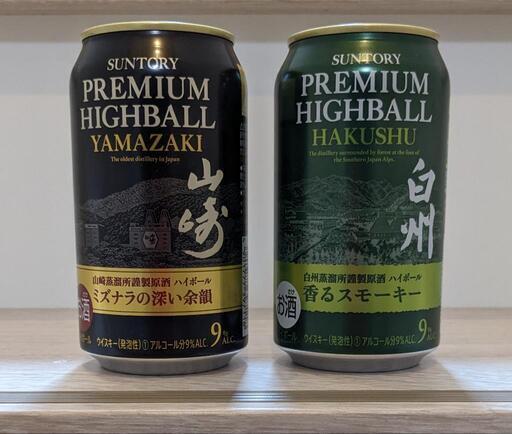 SUNTORY
PREMIUM
HIGHBALL
YAMAZAKI
The oldest distillery in Japan
山崎
山崎蒸溜所謹製原酒 ハイボール
ミズナラの深い余韻
お酒
ウイスキー(発泡性)① アルコール分9%
9%
ALC.
SUNTORY
PREMIUM
HIGHBALL
HAKUSHU
The distillery surrounded by forest at the foot of
the Southern Japan Alps.
白州
白州蒸溜所謹製原酒 ハイボール
香るスモーキー
お酒
ウイスキー(発泡性)① アルコール分9%
9%
ALC.